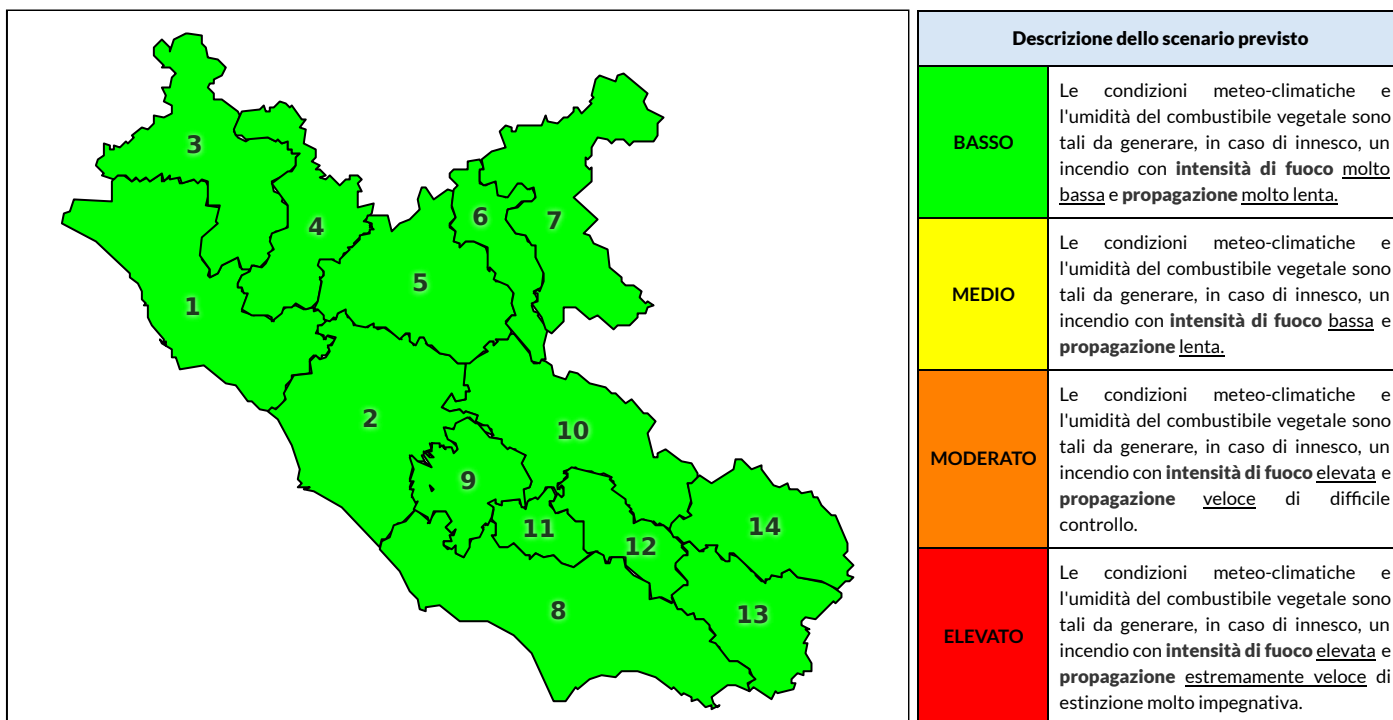 3
4
6
7
5
1
2
10
9
11
12
14
8
13
Descrizione dello scenario previsto
BASSO
Le condizioni meteo-climatiche e
l'umidità del combustibile vegetale sono
tali da generare, in caso di innesco, un
incendio con intensità di fuoco molto
bassa e propagazione molto lenta.
MEDIO
Le condizioni meteo-climatiche e
l'umidità del combustibile vegetale sono
tali da generare, in caso di innesco, un
incendio con intensità di fuoco bassa e
propagazione lenta.
MODERATO
Le condizioni meteo-climatiche e
l'umidità del combustibile vegetale sono
tali da generare, in caso di innesco, un
incendio con intensità di fuoco elevata e
propagazione veloce di difficile
controllo.
ELEVATO
Le condizioni meteo-climatiche e
l'umidità del combustibile vegetale sono
tali da generare, in caso di innesco, un
incendio con intensità di fuoco elevata e
propagazione estremamente veloce di
estinzione molto impegnativa.